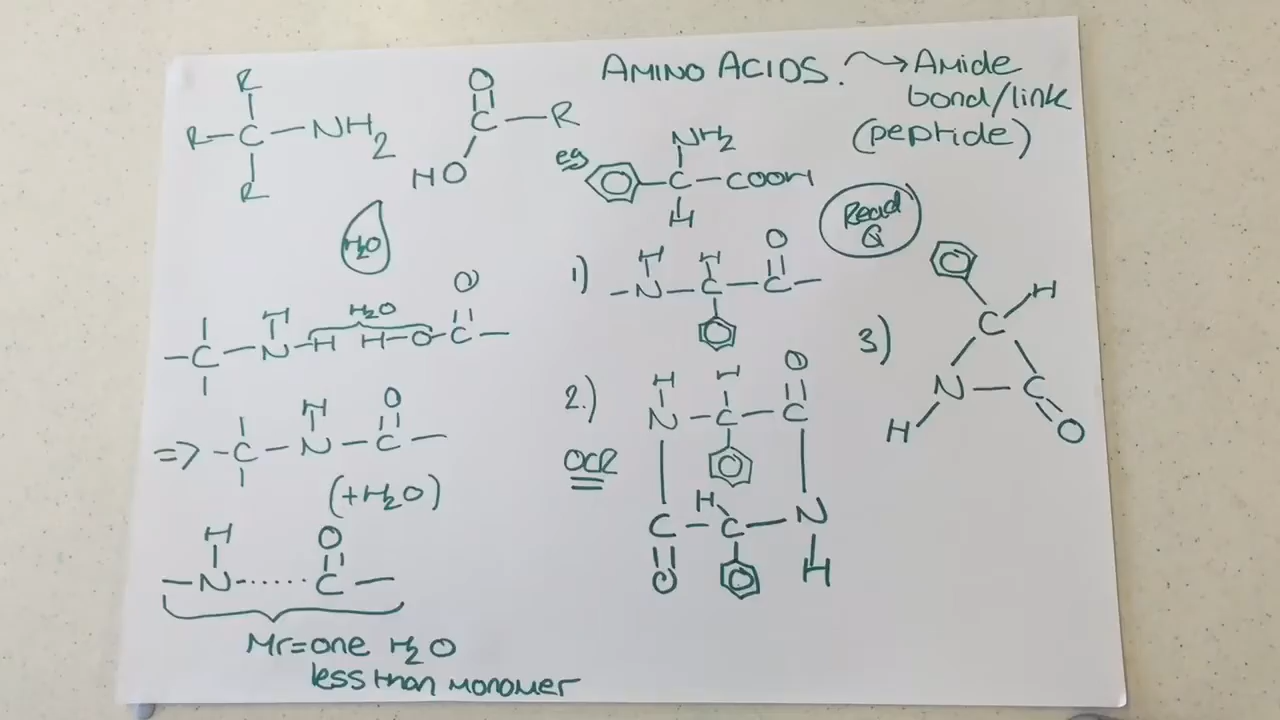 AMINO ACIDS. → Amide
bond/link
(peptide)
R
R-C-NH2
R
O
C-R
HO
eg
NH2
C-COOH
H
Read
Q
H2O
1)
H H O
-N-C-C-
H2O
H O
-C-N-H H-O-C-
2.)
OCR
H H O
N-C-C
H
C-C-N
O H
3)
H
C
N-C
H O
H O
=> -C-N-C-
(+H2O)
H O
-N-......C-
Mr=one H2O
less than monomer